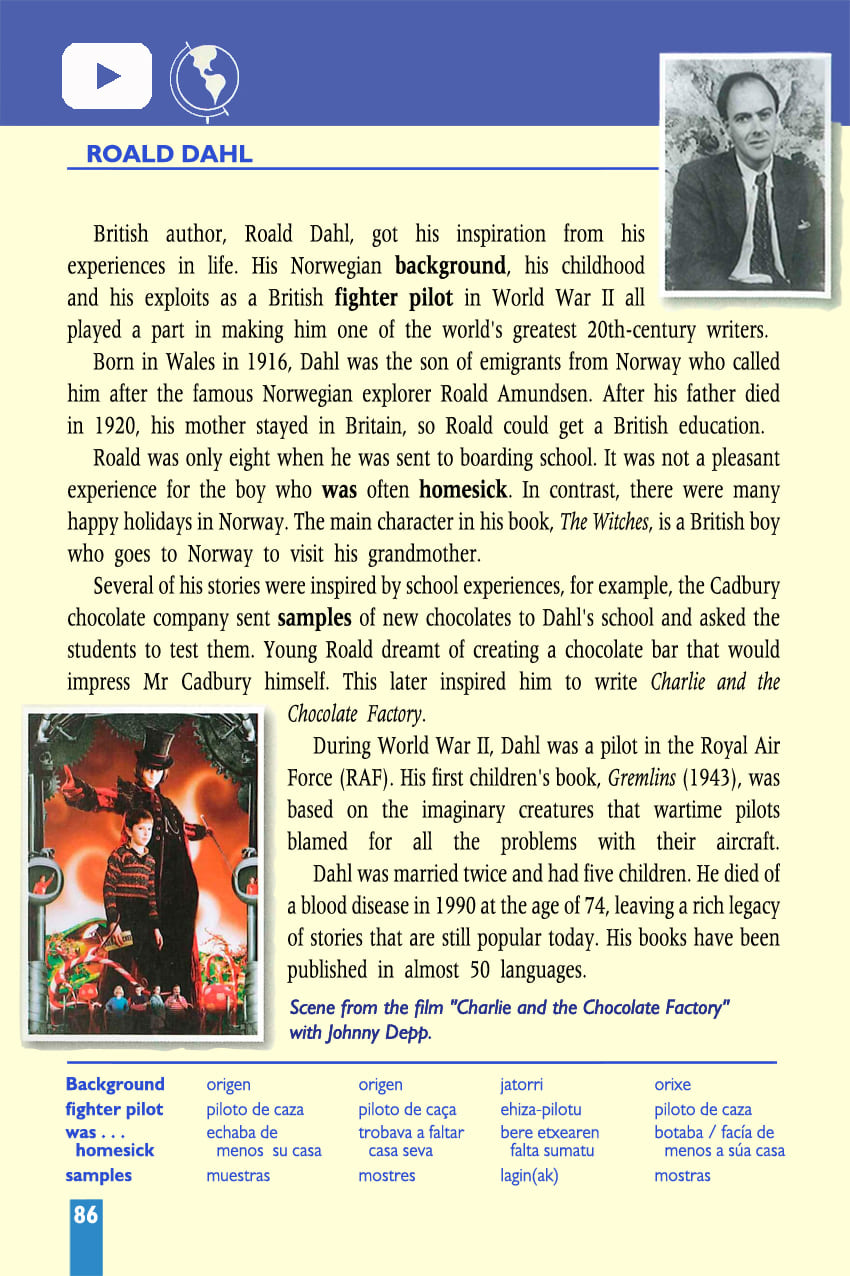 ROALD DAHL
British author, Roald Dahl, got his inspiration from his
experiences in life. His Norwegian background, his childhood
and his exploits as a British fighter pilot in World War II all
played a part in making him one of the world's greatest 20th-century writers.
Born in Wales in 1916, Dahl was the son of emigrants from Norway who called
him after the famous Norwegian explorer Roald Amundsen. After his father died
in 1920, his mother stayed in Britain, so Roald could get a British education.
Roald was only eight when he was sent to boarding school. It was not a pleasant
experience for the boy who was often homesick. In contrast, there were many
happy holidays in Norway. The main character in his book, The Witches, is a British boy
who goes to Norway to visit his grandmother.
Several of his stories were inspired by school experiences, for example, the Cadbury
chocolate company sent samples of new chocolates to Dahl's school and asked the
students to test them. Young Roald dreamt of creating a chocolate bar that would
impress Mr Cadbury himself. This later inspired him to write Charlie and the
Chocolate Factory.
During World War II, Dahl was a pilot in the Royal Air
Force (RAF). His first children's book, Gremlins (1943), was
based on the imaginary creatures that wartime pilots
blamed for all the problems with their aircraft.
Dahl was married twice and had five children. He died of
a blood disease in 1990 at the age of 74, leaving a rich legacy
of stories that are still popular today. His books have been
published in almost 50 languages.
Scene from the film "Charlie and the Chocolate Factory"
with Johnny Depp.
Background origen origen jatorri orixe
fighter pilot piloto de caza piloto de caça ehiza-pilotu piloto de caza
was . . . echaba de trobava a faltar bere etxearen botaba / facía de
homesick menos su casa casa seva falta sumatu menos a súa casa
samples muestras mostres lagin(ak) mostras
86